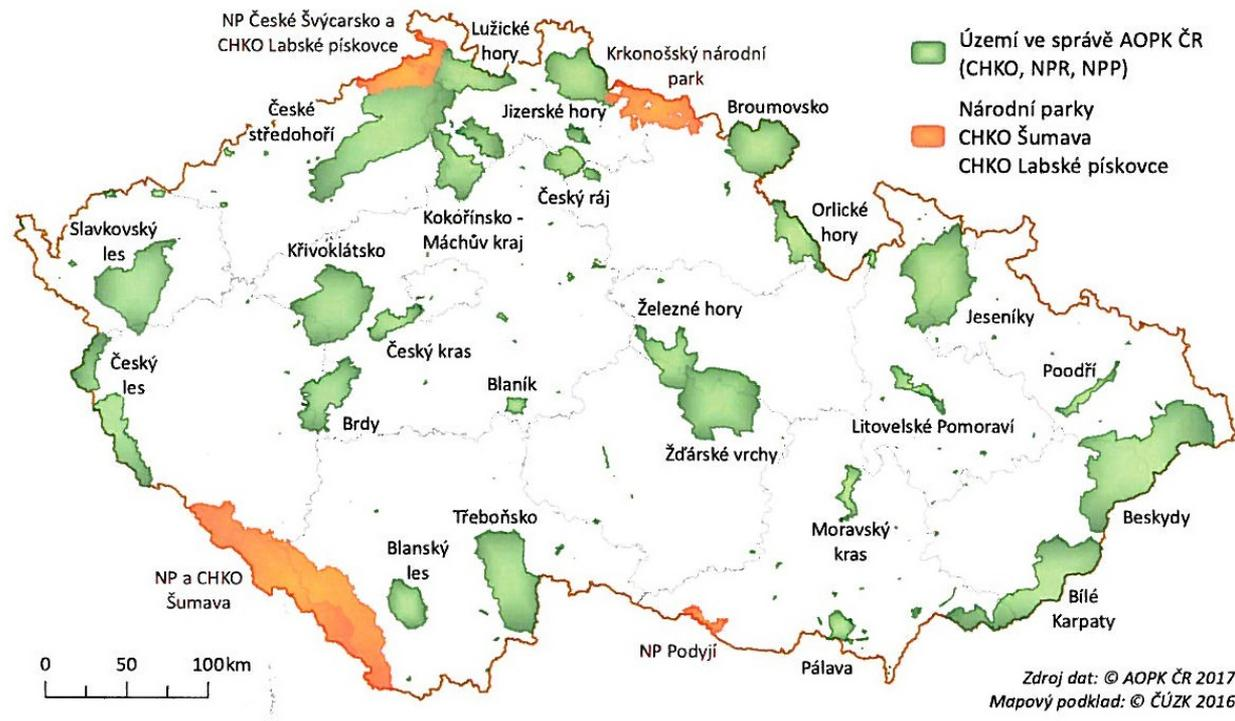 NP České Švýcarsko a
CHKO Labské pískovce
Lužické
hory
Krkonošský národní
park
Území ve správě AOPK ČR
(CHKO, NPR, NPP)
Národní parky
CHKO Šumava
CHKO Labské pískovce
České
středohoří
Jizerské hory
Broumovsko
Český ráj
Kokořínsko -
Máchův kraj
Orlické
hory
Slavkovský
les
Křivoklátsko
Český kras
Železné hory
Jeseníky
Český
les
Brdy
Blaník
Žďárské vrchy
Litovelské Pomoraví
Poodří
Beskydy
Třeboňsko
Blanský
les
Moravský
kras
NP a CHKO
Šumava
NP Podyjí
Pálava
Bílé
Karpaty
0 50 100km
Zdroj dat: © AOPK ČR 2017
Mapový podklad: © ČÚZK 2016